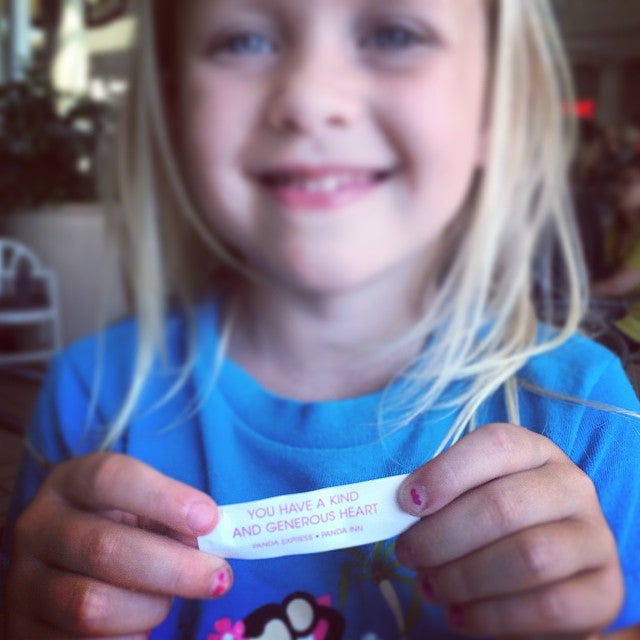 YOU HAVE A KIND
AND GENEROUS HEART
PANDA EXPRESS • PANDA INN